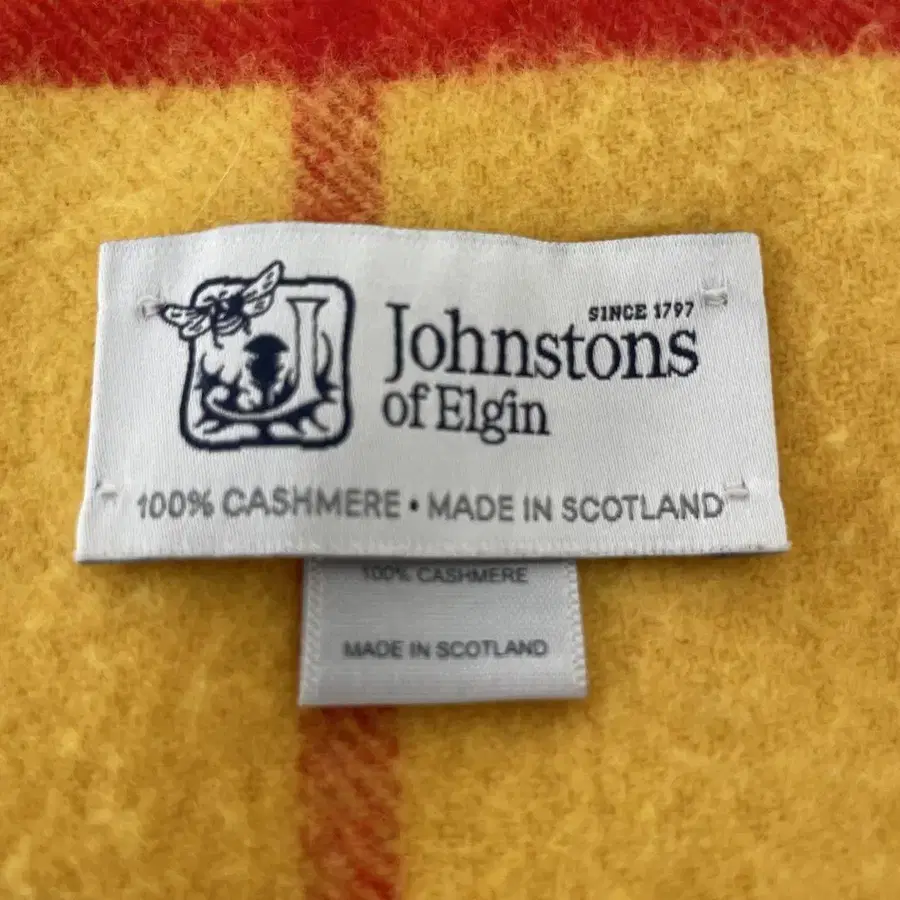 SINCE 1797
Johnstons
of Elgin
100% CASHMERE • MADE IN SCOTLAND
100% CASHMERE
MADE IN SCOTLAND